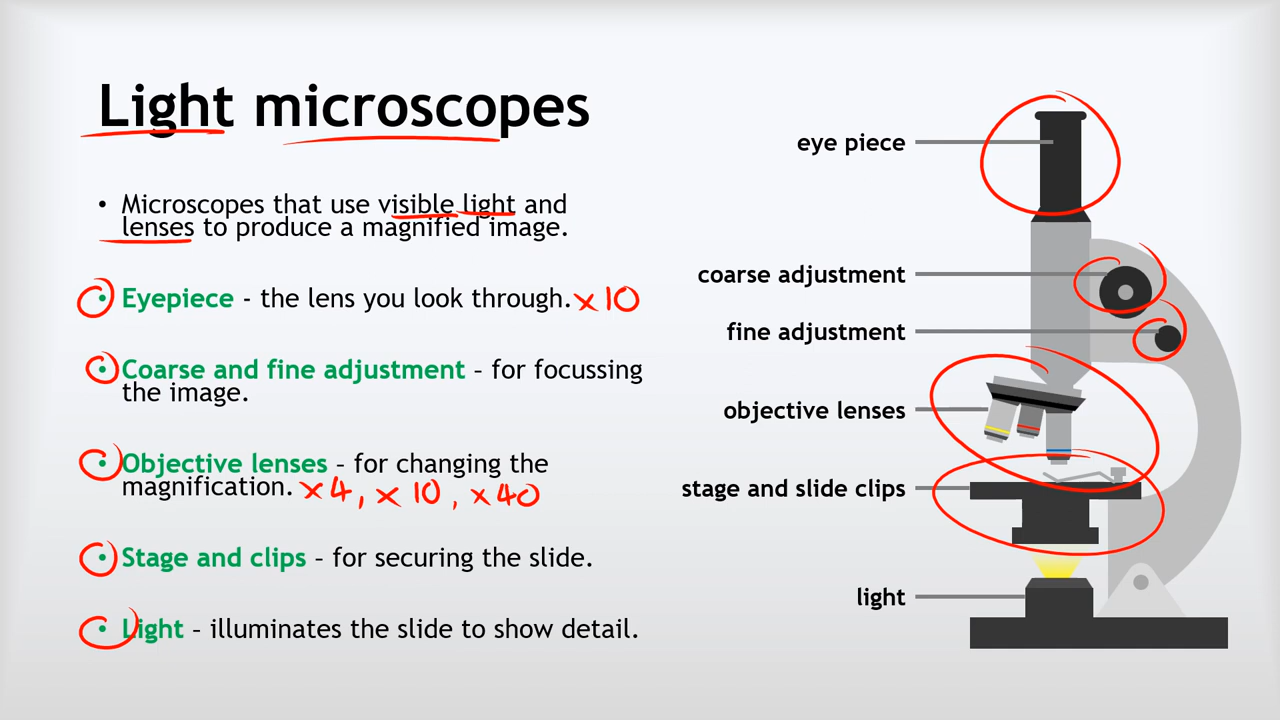 Light microscopes
• Microscopes that use visible light and
lenses to produce a magnified image.
• Eyepiece - the lens you look through. x10
• Coarse and fine adjustment – for focussing
the image.
• Objective lenses – for changing the
magnification. x4, x10, x40
• Stage and clips – for securing the slide.
• Light – illuminates the slide to show detail.
eye piece
coarse adjustment
fine adjustment
objective lenses
stage and slide clips
light